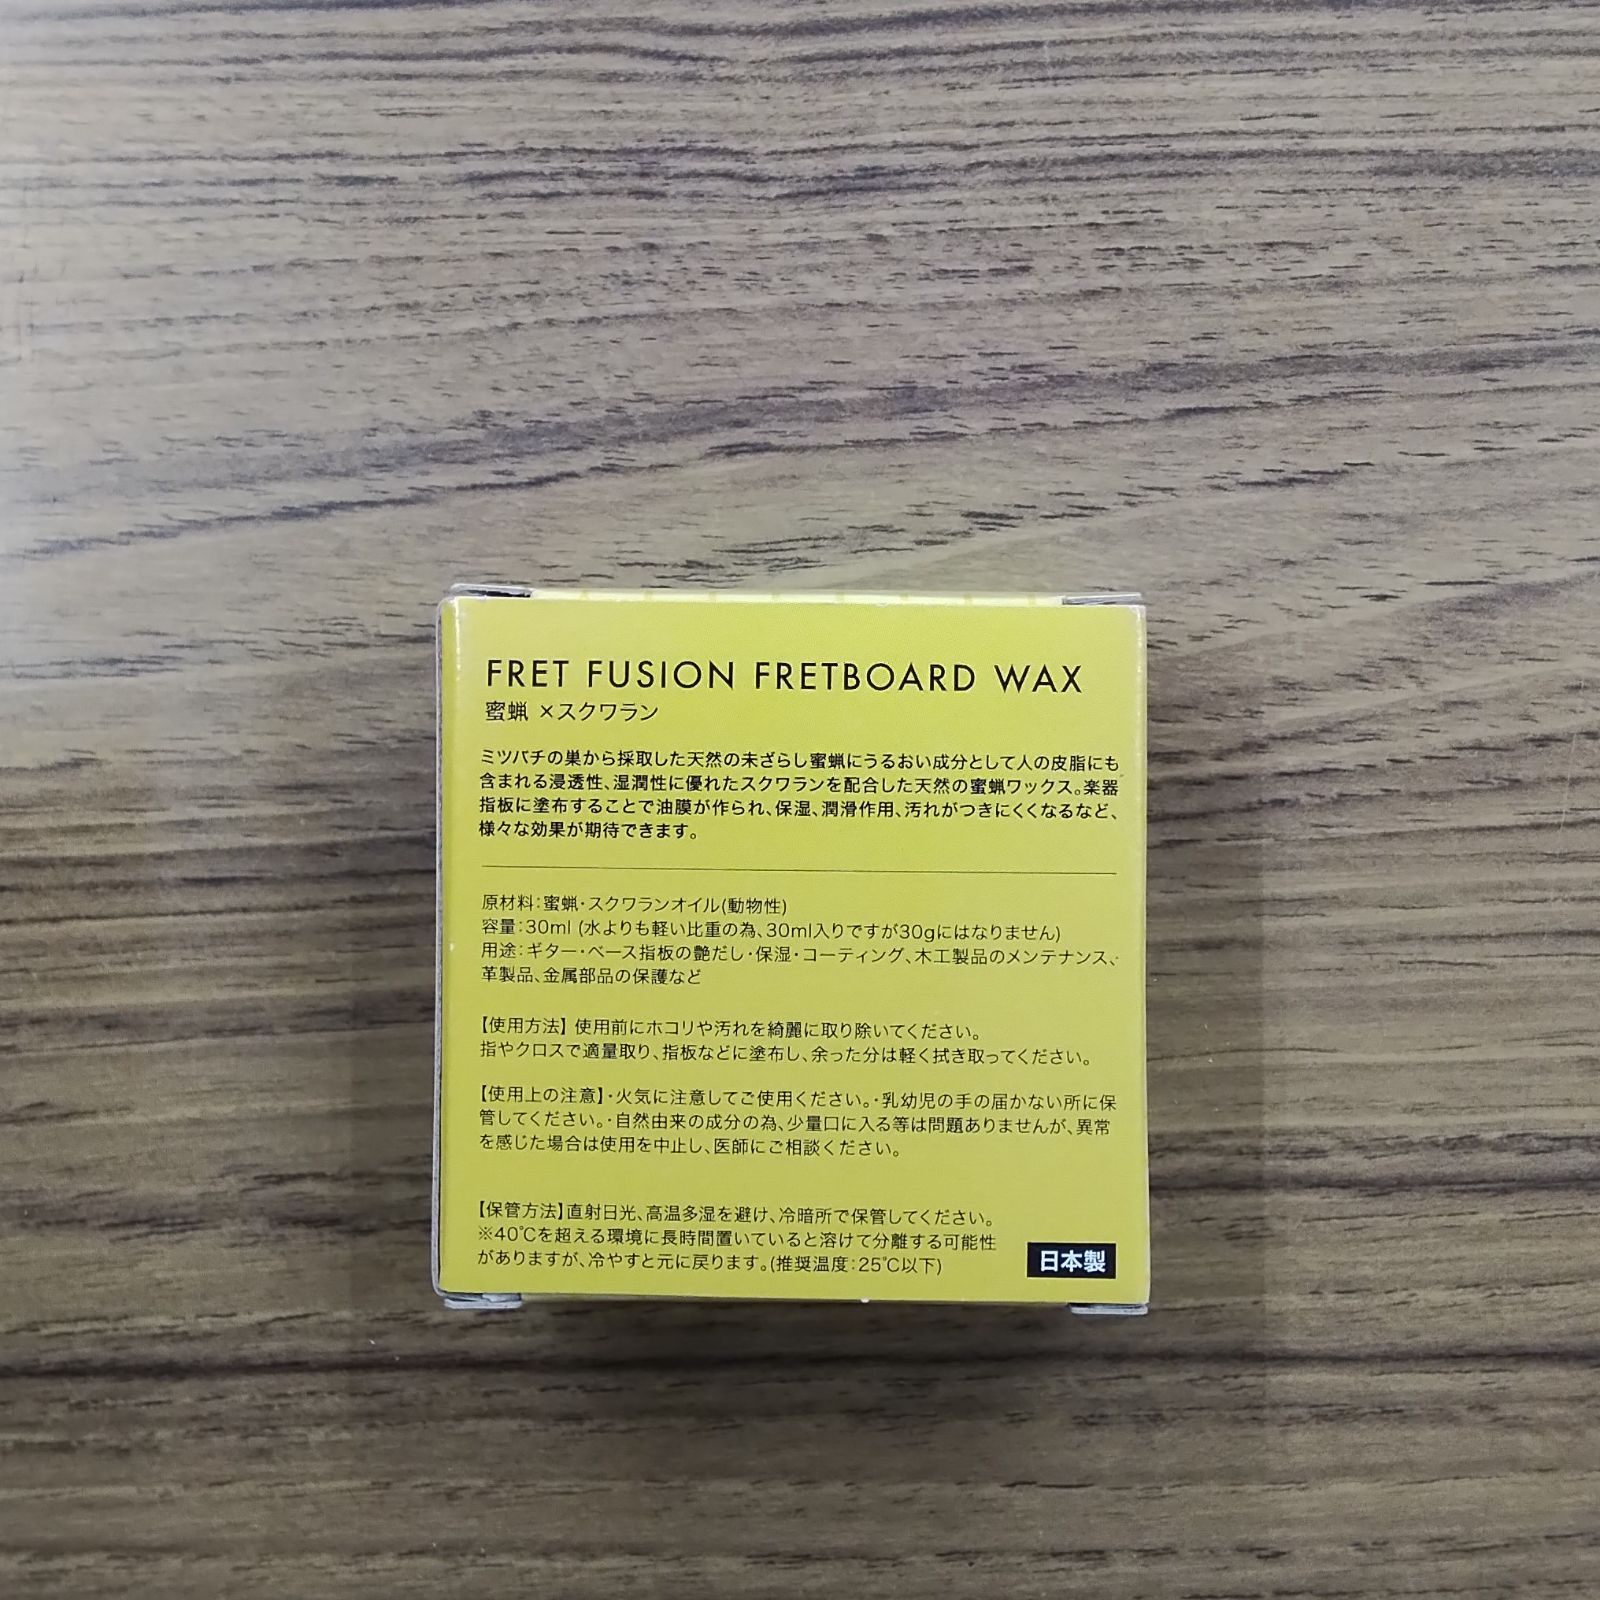 FRET FUSION FRETBOARD WAX
蜜蝋 ×スクワラン
ミツバチの巣から採取した天然の未ざらし蜜蝋にうるおい成分として人の皮脂にも
含まれる浸透性、湿潤性に優れたスクワランを配合した天然の蜜蝋ワックス。楽器
指板に塗布することで油膜が作られ、保湿、潤滑作用、汚れがつきにくくなるなど、
様々な効果が期待できます。
原材料:蜜蝋・スクワランオイル(動物性)
容量:30ml (水よりも軽い比重の為、30ml入りですが30gにはなりません)
用途:ギター・ベース指板の艶だし・保湿・コーティング、木工製品のメンテナンス、
革製品、金属部品の保護など
【使用方法】 使用前にホコリや汚れを綺麗に取り除いてください。
指やクロスで適量取り、指板などに塗布し、余った分は軽く拭き取ってください。
【使用上の注意】・火気に注意してご使用ください。・乳幼児の手の届かない所に保
管してください。・自然由来の成分の為、少量口に入る等は問題ありませんが、異常
を感じた場合は使用を中止し、医師にご相談ください。
【保管方法】直射日光、高温多湿を避け、冷暗所で保管してください。
※40℃を超える環境に長時間置いていると溶けて分離する可能性
がありますが、冷やすと元に戻ります。(推奨温度:25℃以下)
日本製